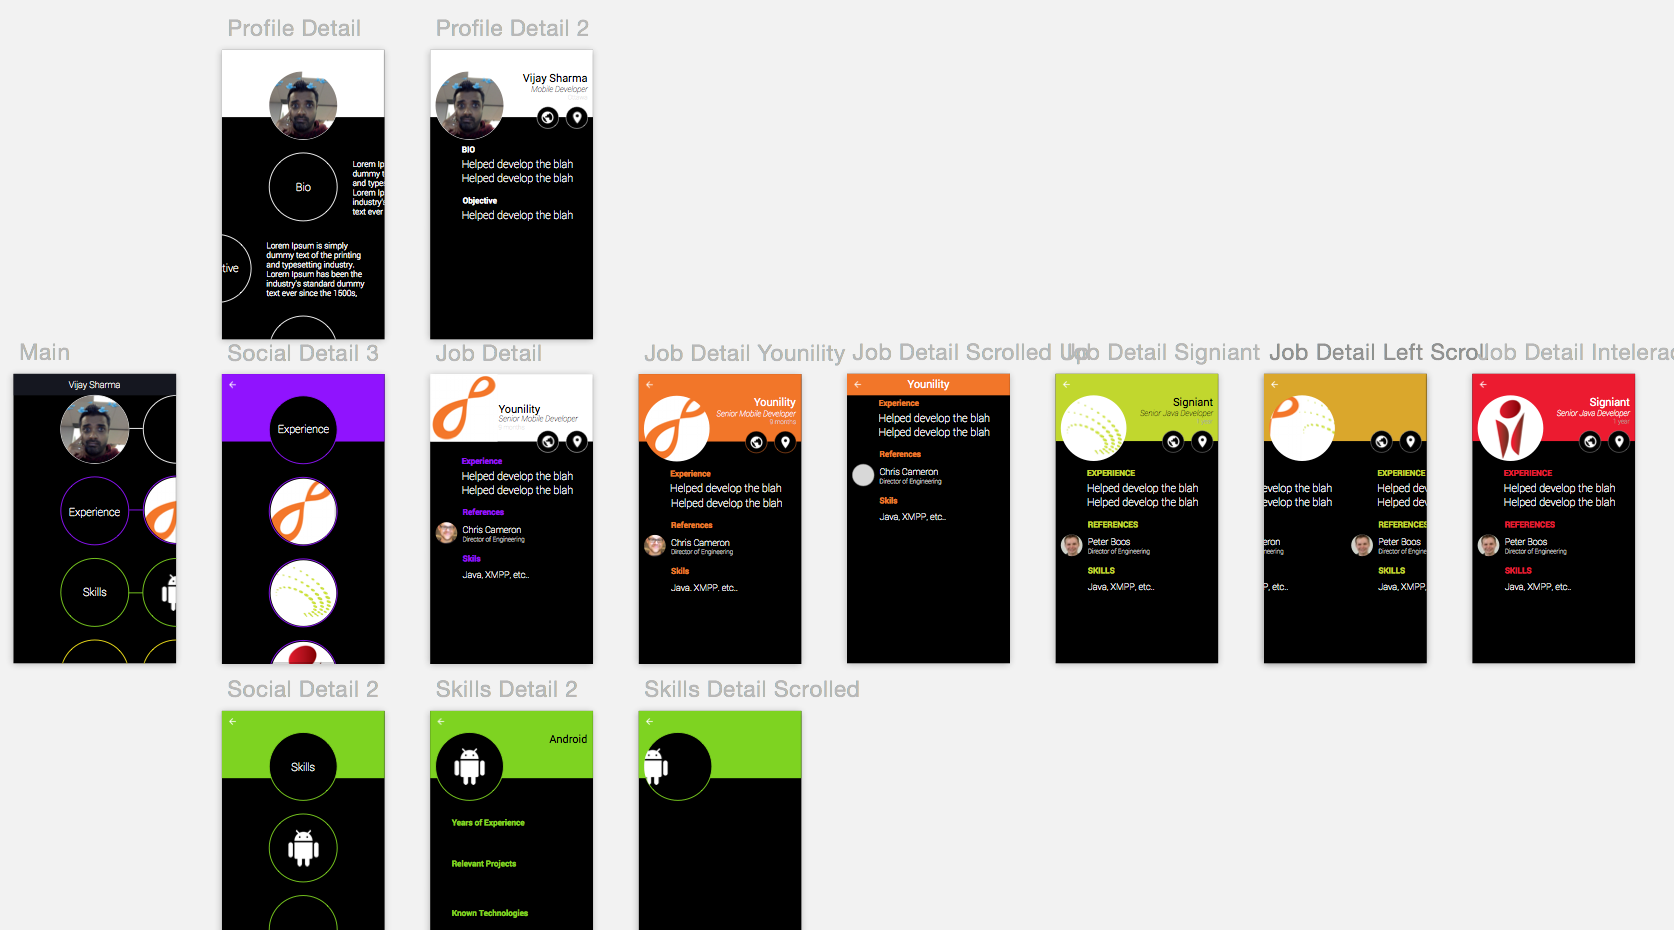 Profile Detail
Profile Detail 2
Vijay Sharma
Mobile Developer
BIO
Helped develop the blah
Helped develop the blah
Objective
Helped develop the blah
Bio
Lorem Ip
dummy t
and type
Lorem Ip
industry's
text ever
tive
Lorem Ipsum is simply
dummy text of the printing
and typesetting industry.
Lorem Ipsum has been the
industry's standard dummy
text ever since the 1500s,
Main
Vijay Sharma
Experience
Skills
Social Detail 3
Experience
Job Detail
Younility
Senior Mobile Developer
9 months
Experience
Helped develop the blah
Helped develop the blah
References
Chris Cameron
Director of Engineering
Skils
Java, XMPP, etc..
Job Detail Younility
Younility
Senior Mobile Developer
9 months
Experience
Helped develop the blah
Helped develop the blah
References
Chris Cameron
Director of Engineering
Skils
Java, XMPP, etc..
Job Detail Scrolled Up
Younility
Experience
Helped develop the blah
Helped develop the blah
References
Chris Cameron
Director of Engineering
Skils
Java, XMPP, etc..
Job Detail Signiant
Signiant
Senior Java Developer
1 year
EXPERIENCE
Helped develop the blah
Helped develop the blah
REFERENCES
Peter Boos
Director of Engineering
SKILLS
Java, XMPP, etc..
Job Detail Left Scroll
EXPERIENCE
evelop the blah
Helped dev
evelop the blah
Helped dev
REFERENCES
eron
Peter Boos
neering
Director of Engineering
SKILLS
P, etc..
Java, XMPP,
Job Detail Intelerac
Signiant
Senior Java Developer
1 year
EXPERIENCE
Helped develop the blah
Helped develop the blah
REFERENCES
Peter Boos
Director of Engineering
SKILLS
Java, XMPP, etc..
Social Detail 2
Skills
Skills Detail 2
Android
Years of Experience
Relevant Projects
Known Technologies
Skills Detail Scrolled